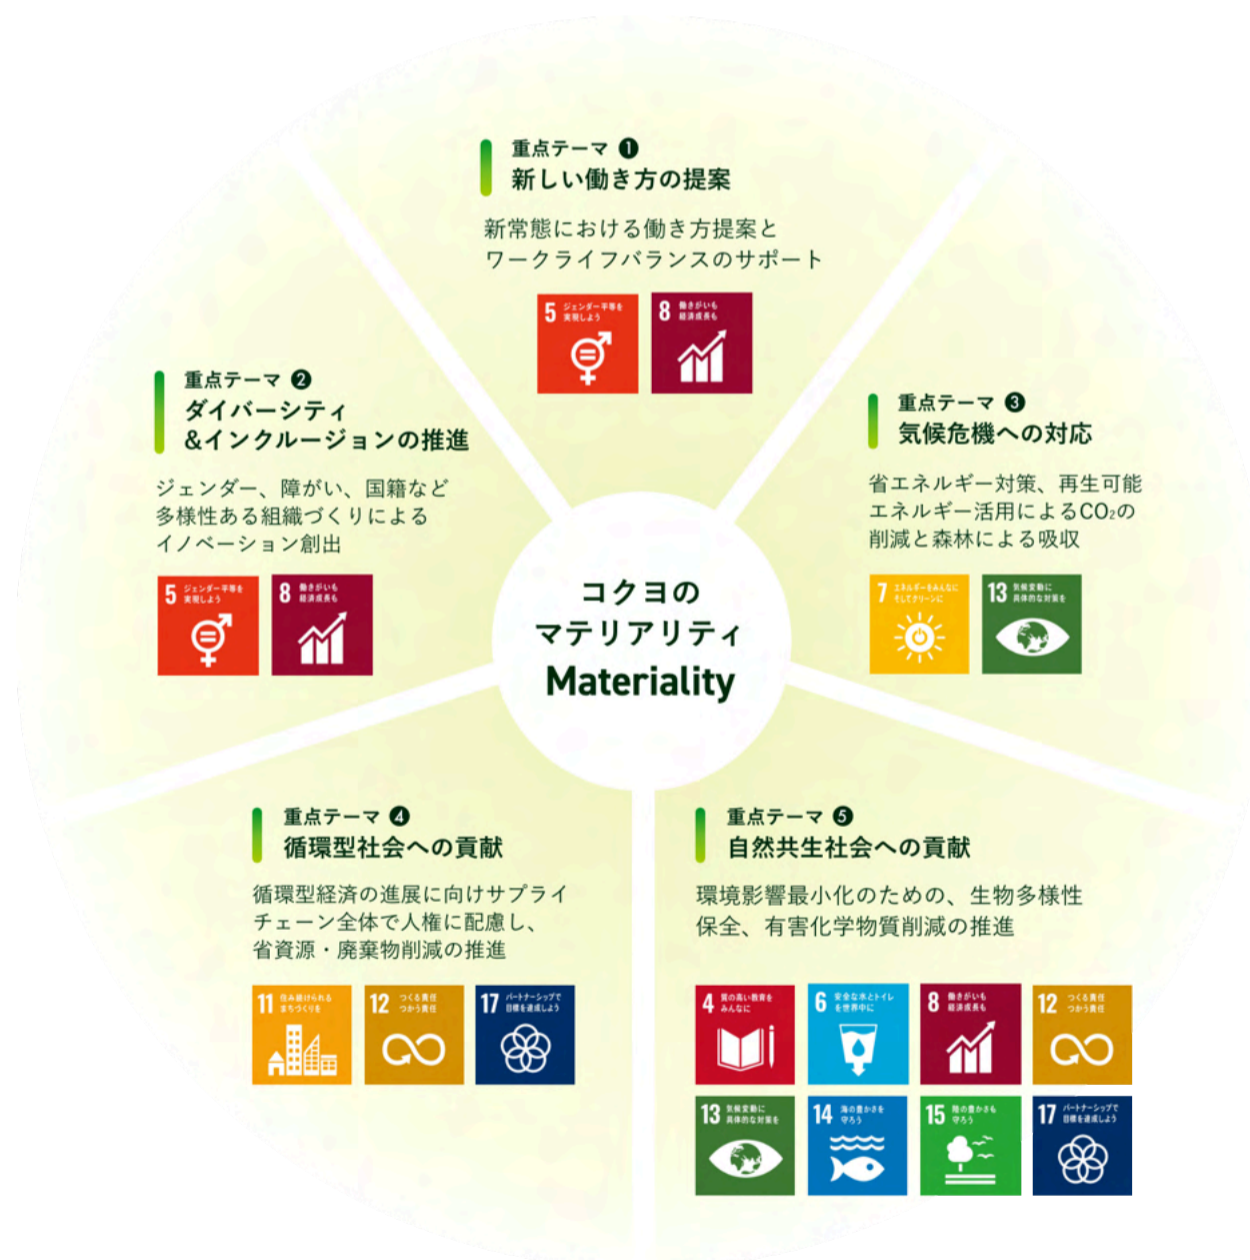 重点テーマ ❶
新しい働き方の提案
新常態における働き方提案と
ワークライフバランスのサポート
5 ジェンダー平等を
実現しよう
8 働きがいも
経済成長も
重点テーマ ❷
ダイバーシティ
&インクルージョンの推進
ジェンダー、障がい、国籍など
多様性ある組織づくりによる
イノベーション創出
5 ジェンダー平等を
実現しよう
8 働きがいも
経済成長も
重点テーマ ❸
気候危機への対応
省エネルギー対策、再生可能
エネルギー活用によるCO₂の
削減と森林による吸収
7 エネルギーをみんなに
そしてクリーンに
13 気候変動に
具体的な対策を
コクヨの
マテリアリティ
Materiality
重点テーマ ❹
循環型社会への貢献
循環型経済の進展に向けサプライ
チェーン全体で人権に配慮し、
省資源・廃棄物削減の推進
11 住み続けられる
まちづくりを
12 つくる責任
つかう責任
17 パートナーシップで
目標を達成しよう
重点テーマ ❺
自然共生社会への貢献
環境影響最小化のための、生物多様性
保全、有害化学物質削減の推進
4 質の高い教育を
みんなに
6 安全な水とトイレ
を世界中に
8 働きがいも
経済成長も
12 つくる責任
つかう責任
13 気候変動に
具体的な対策を
14 海の豊かさを
守ろう
15 陸の豊かさも
守ろう
17 パートナーシップで
目標を達成しよう